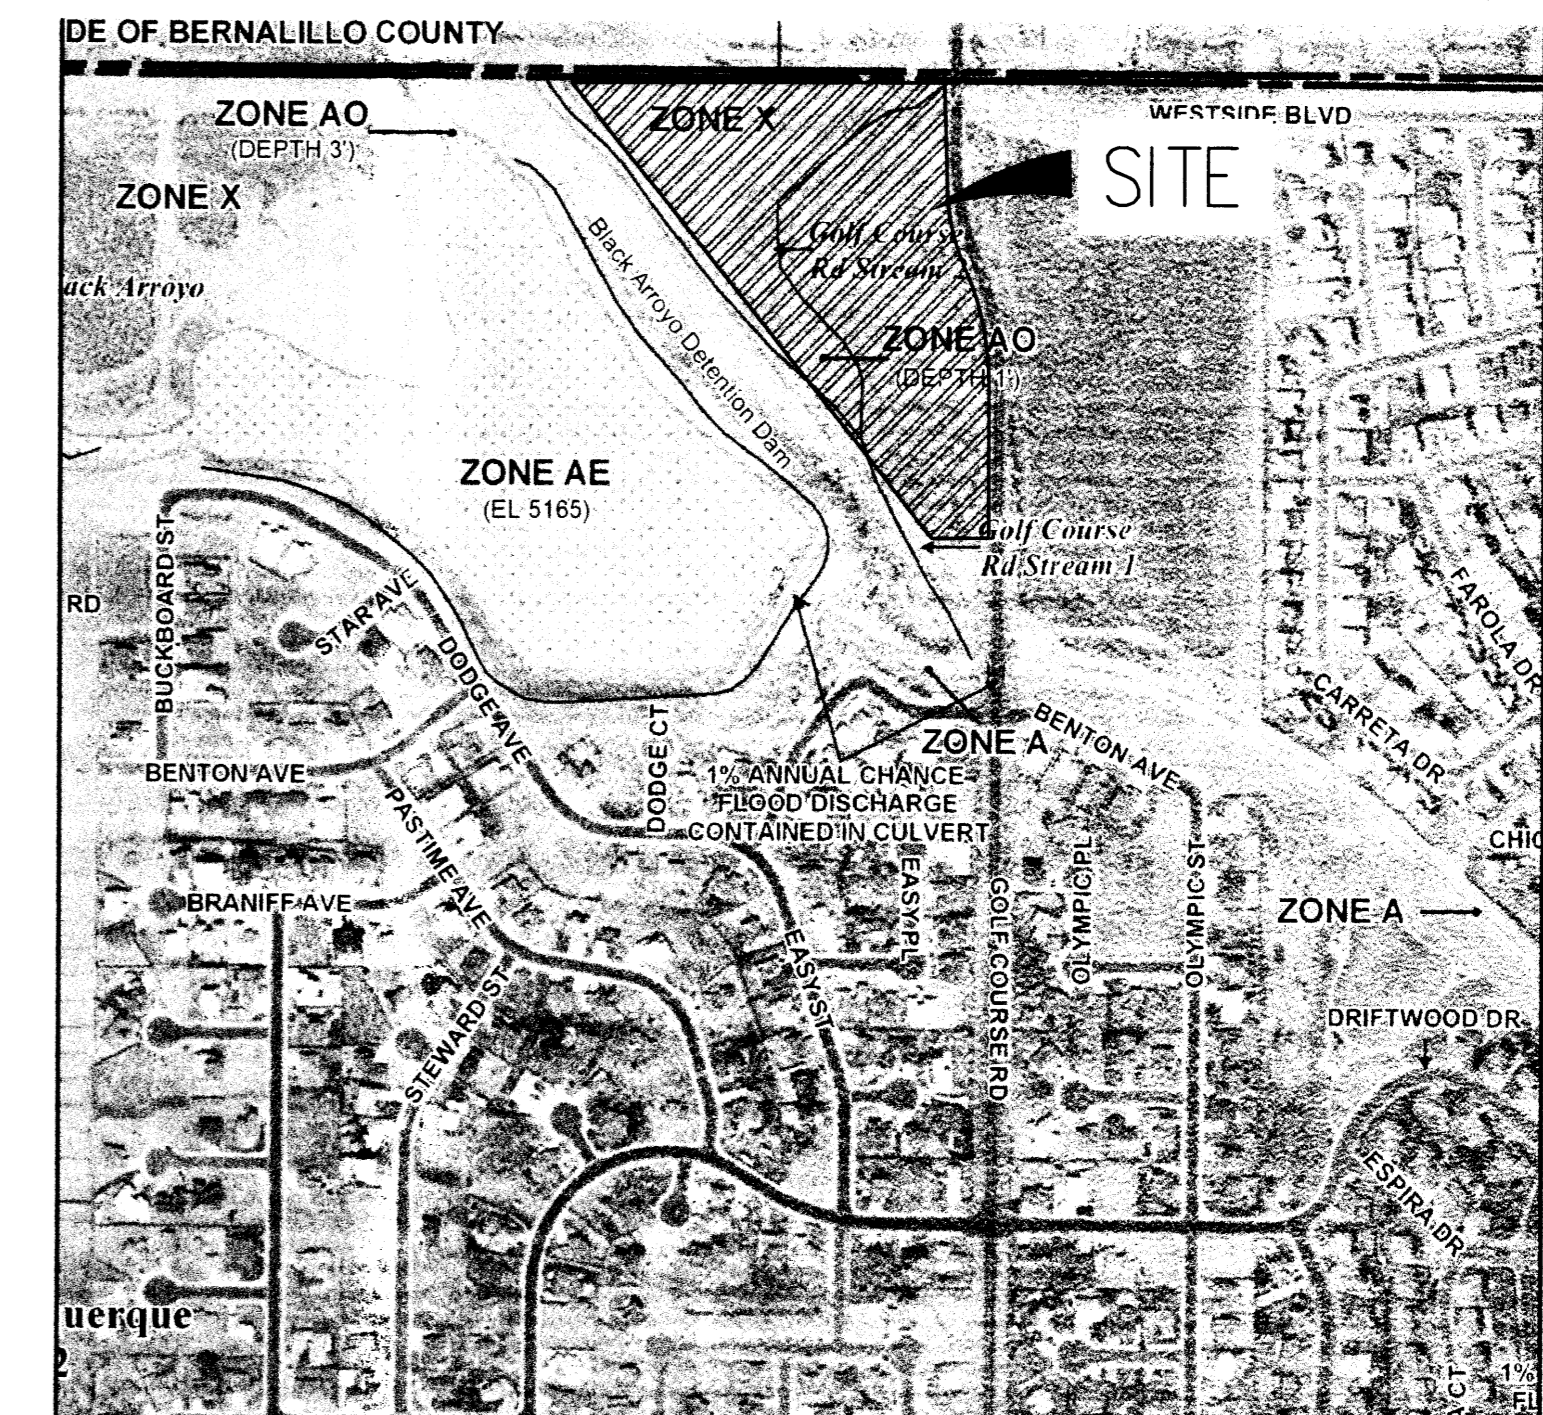 DE OF BERNALILLO COUNTY
ZONE AO
(DEPTH 3')
ZONE X
WESTSIDE BLVD
SITE
ZONE X
Golf Course
Rd Stream 2
Black Arroyo Detention Dam
ack Arroyo
ZONE AO
(DEPTH 1')
ZONE AE
(EL 5165)
Golf Course
Rd Stream 1
BUCKBOARD ST
RD
STAR AVE
DODGE AVE
FAROLA DR
CARRETA DR
DODGE CT
ZONE A
BENTON AVE
BENTON AVE
1% ANNUAL CHANCE
FLOOD DISCHARGE
CONTAINED IN CULVERT
PASTIME AVE
CHIC
EASY PL
OLYMPIC PL
OLYMPIC ST
BRANIFF AVE
GOLF COURSE RD
ZONE A
EASY ST
STEWARD ST
DRIFTWOOD DR
ESPIRA DR
uerque
2
CT
1%
FL